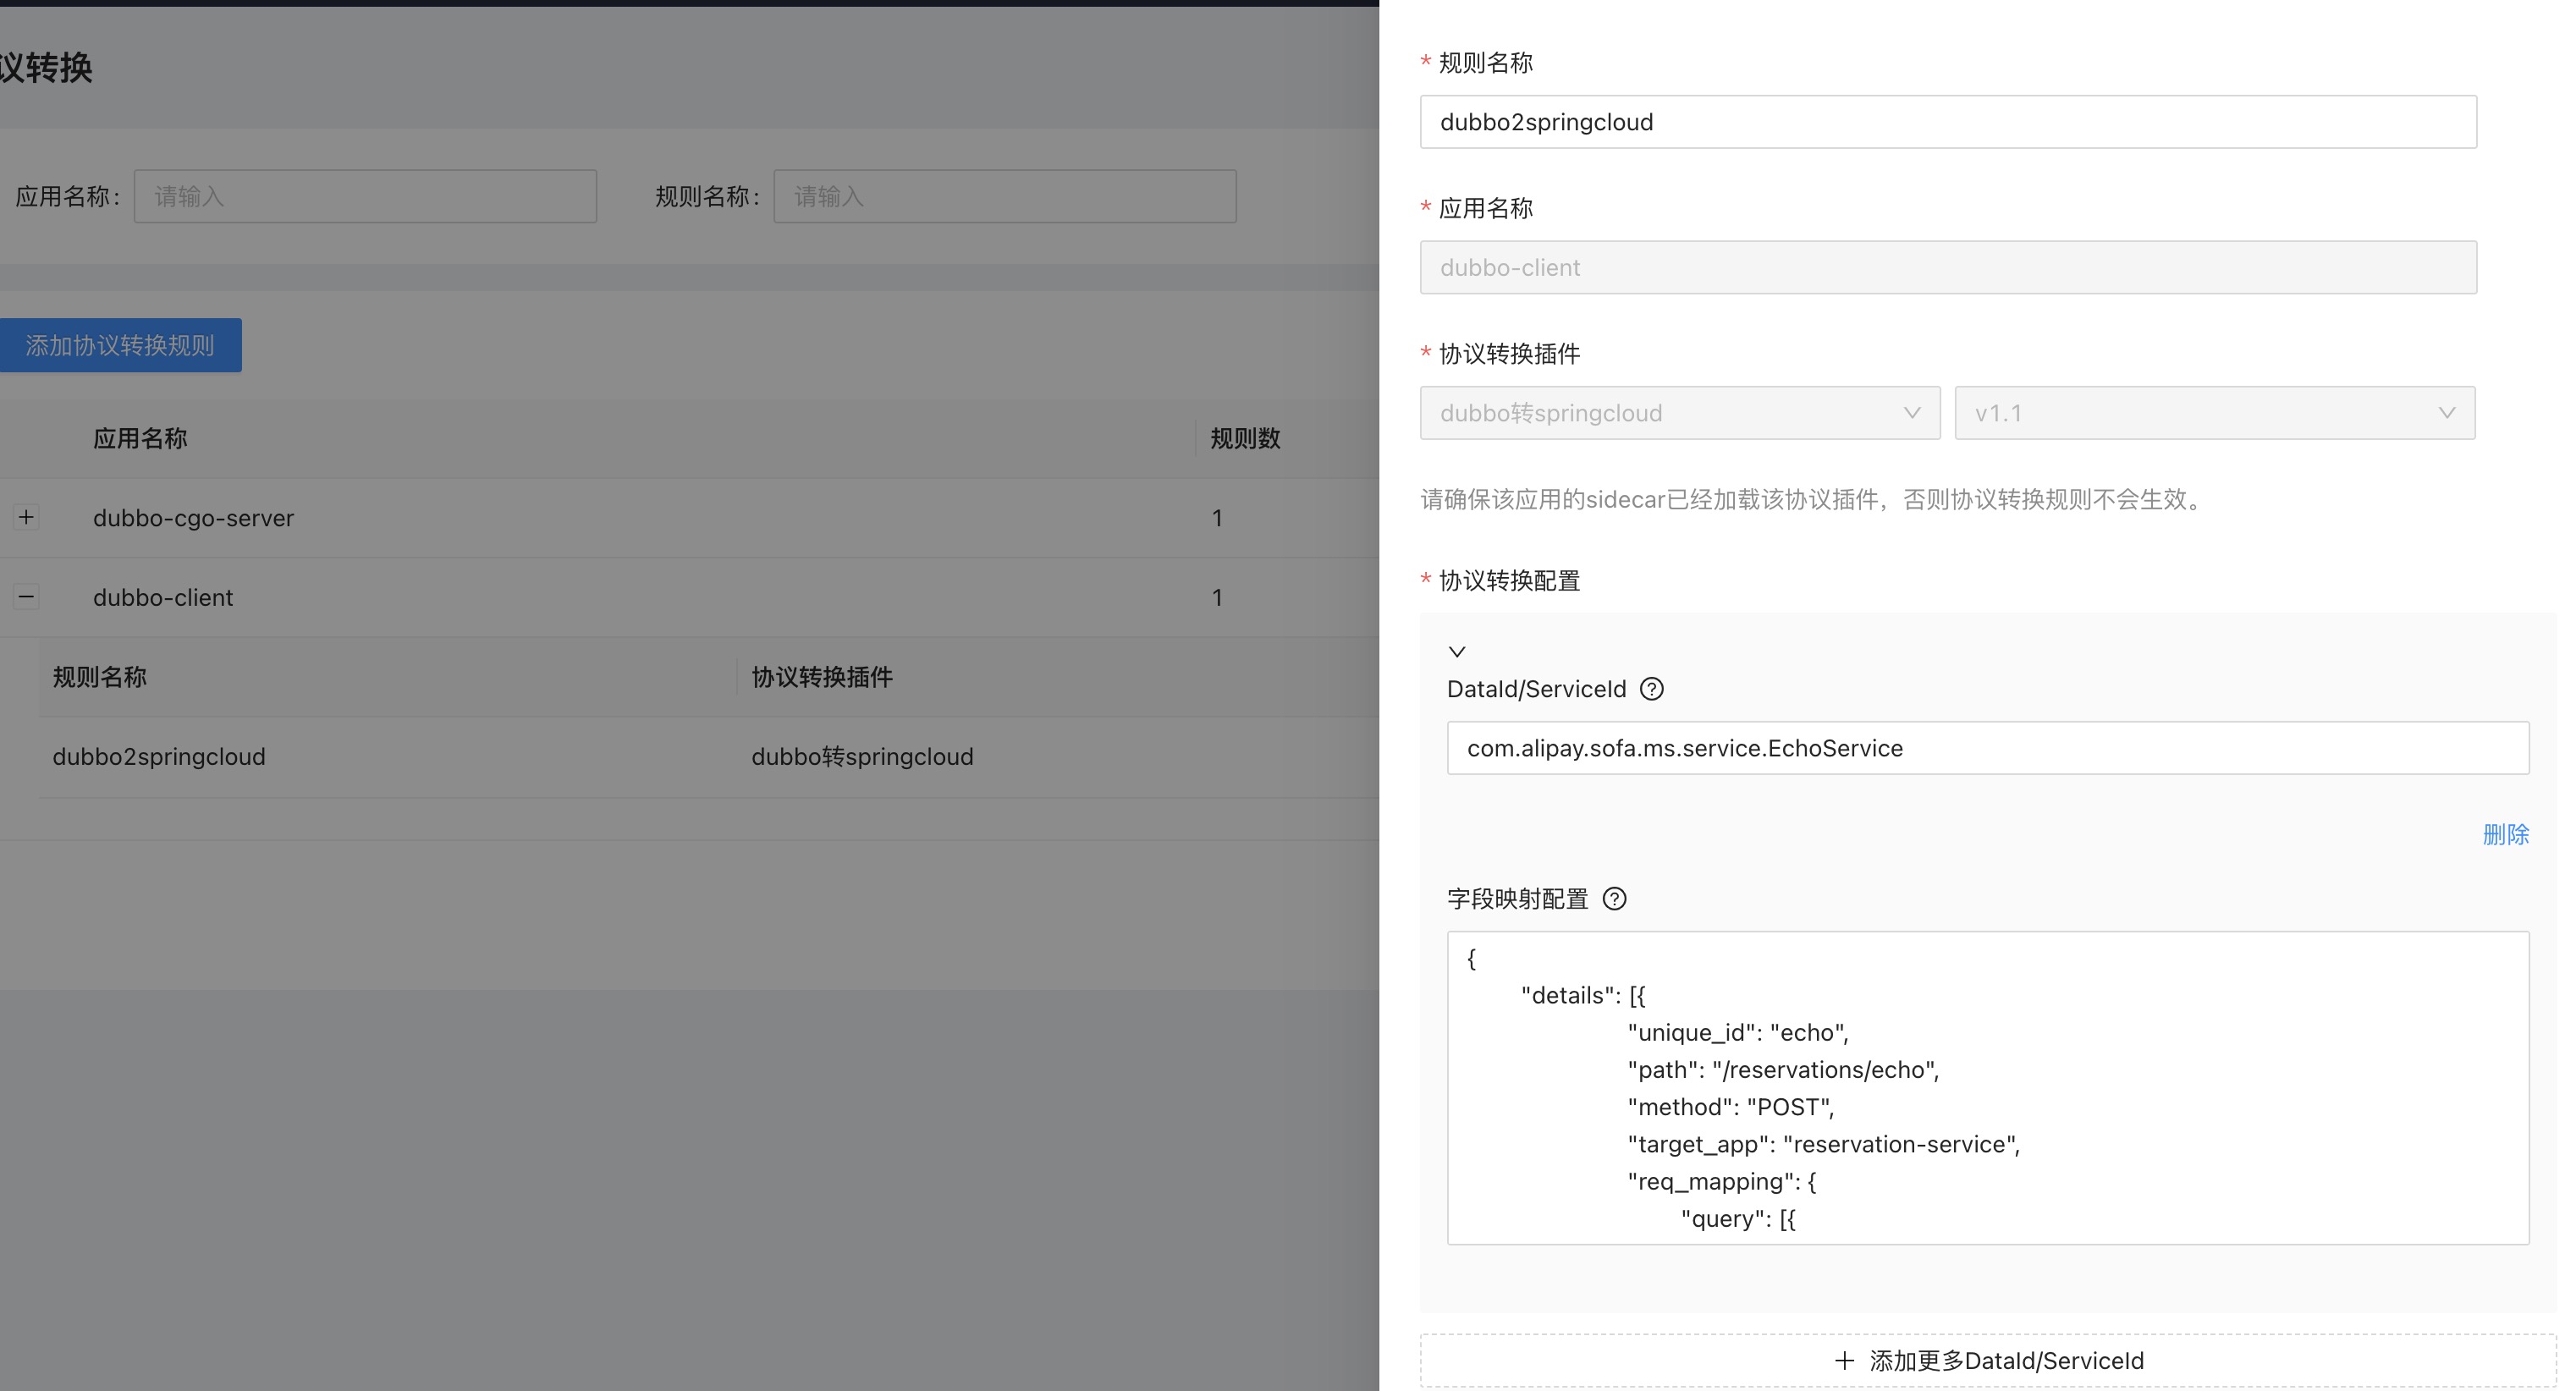 议转换
应用名称: 请输入 规则名称: 请输入
添加协议转换规则
应用名称 规则数
dubbo-cgo-server 1
dubbo-client 1
规则名称 协议转换插件
dubbo2springcloud dubbo转springcloud
* 规则名称
dubbo2springcloud
* 应用名称
dubbo-client
* 协议转换插件
dubbo转springcloud v1.1
请确保该应用的sidecar已经加载该协议插件，否则协议转换规则不会生效。
* 协议转换配置
DataId/ServiceId
com.alipay.sofa.ms.service.EchoService
删除
字段映射配置
{
"details": [{
"unique_id": "echo",
"path": "/reservations/echo",
"method": "POST",
"target_app": "reservation-service",
"req_mapping": {
"query": [{
+ 添加更多DataId/ServiceId